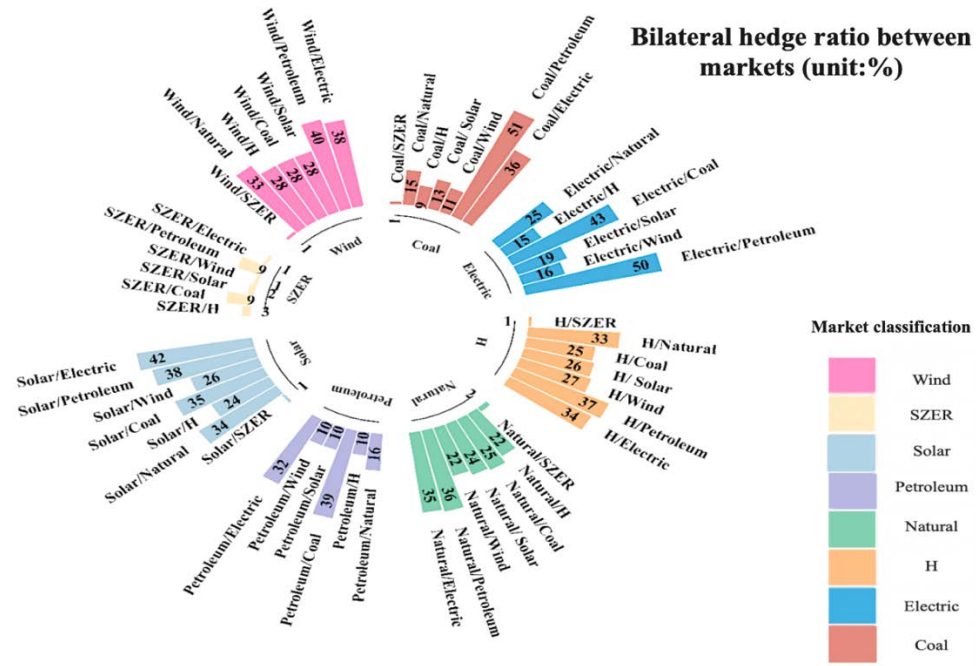 Bilateral hedge ratio between
markets (unit:%)
Wind/SZER
Wind/Natural
Wind/H
Wind/Coal
Wind/Solar
Wind/Petroleum
Wind/Electric
1
33
28
28
28
40
38
Wind
Coal/SZER
Coal/Natural
Coal/H
Coal/ Solar
Coal/Wind
Coal/Petroleum
Coal/Electric
1
15
9
13
11
51
36
Coal
Electric/Natural
Electric/H
Electric/Coal
Electric/Solar
Electric/Wind
Electric/Petroleum
25
15
43
19
16
50
Electric
H/SZER
H/Natural
H/Coal
H/ Solar
H/Wind
H/Petroleum
H/Electric
1
33
25
26
27
37
34
H
Natural/SZER
Natural/H
Natural/Coal
Natural/ Solar
Natural/Wind
Natural/Petroleum
Natural/Electric
2
22
25
24
22
36
35
Natural
Petroleum/Natural
Petroleum/H
Petroleum/Coal
Petroleum/Solar
Petroleum/Wind
Petroleum/Electric
16
10
39
10
10
32
Petroleum
Solar/SZER
Solar/Natural
Solar/H
Solar/Coal
Solar/Wind
Solar/Petroleum
Solar/Electric
1
34
24
35
26
38
42
Solar
SZER/H
SZER/Coal
SZER/Solar
SZER/Wind
SZER/Petroleum
SZER/Electric
3
9
2
9
1
SZER
Market classification
Wind
SZER
Solar
Petroleum
Natural
H
Electric
Coal